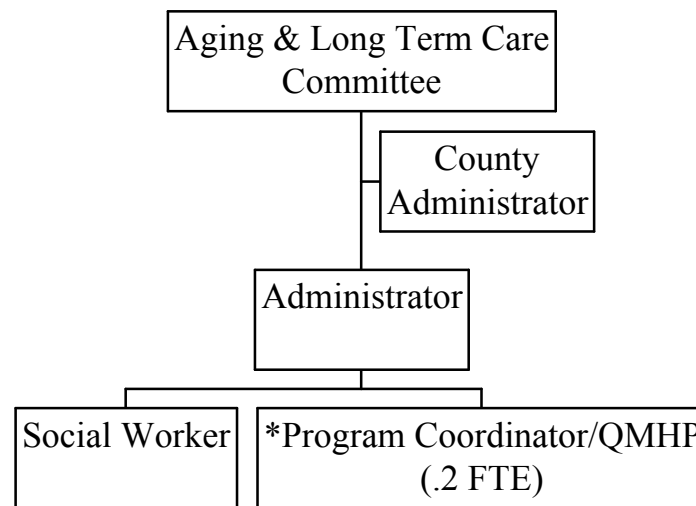 Aging & Long Term Care
Committee
County
Administrator
Administrator
Social Worker
*Program Coordinator/QMHP
(.2 FTE)